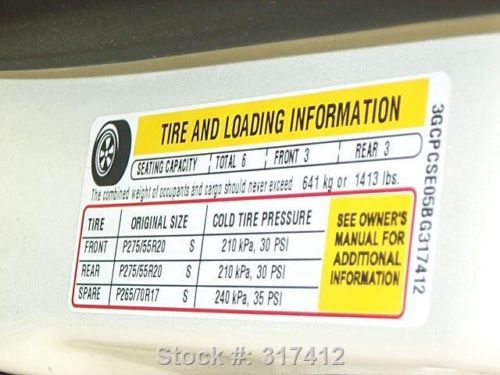 TIRE AND LOADING INFORMATION
SEATING CAPACITY TOTAL 6 FRONT 3 REAR 3
The combined weight of occupants and cargo should never exceed 641 kg or 1413 lbs.
TIRE ORIGINAL SIZE COLD TIRE PRESSURE
FRONT P275/55R20 S 210 kPa, 30 PSI
REAR P275/55R20 S 210 kPa, 30 PSI
SPARE P265/70R17 S 240 kPa, 35 PSI
SEE OWNER'S
MANUAL FOR
ADDITIONAL
INFORMATION
3GCPCSE05BG317412
Stock #: 317412